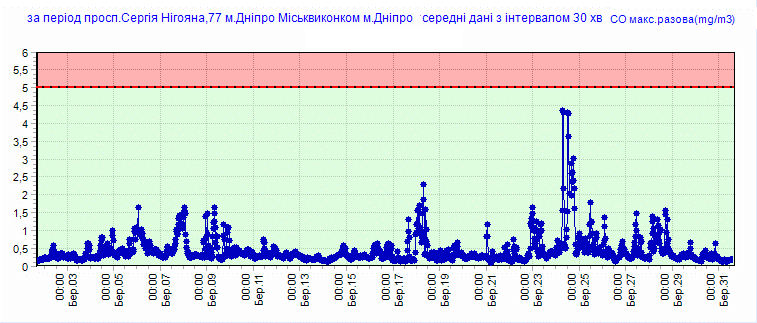 за період просп.Сергія Нігояна,77 м.Дніпро Міськвиконком м.Дніпро середні дані з інтервалом 30 хв CO макс.разова(mg/m3)
6
5,5
5
4,5
4
3,5
3
2,5
2
1,5
1
0,5
0
00:00 Бер.03
00:00 Бер.05
00:00 Бер.07
00:00 Бер.09
00:00 Бер.11
00:00 Бер.13
00:00 Бер.15
00:00 Бер.17
00:00 Бер.19
00:00 Бер.21
00:00 Бер.23
00:00 Бер.25
00:00 Бер.27
00:00 Бер.29
00:00 Бер.31